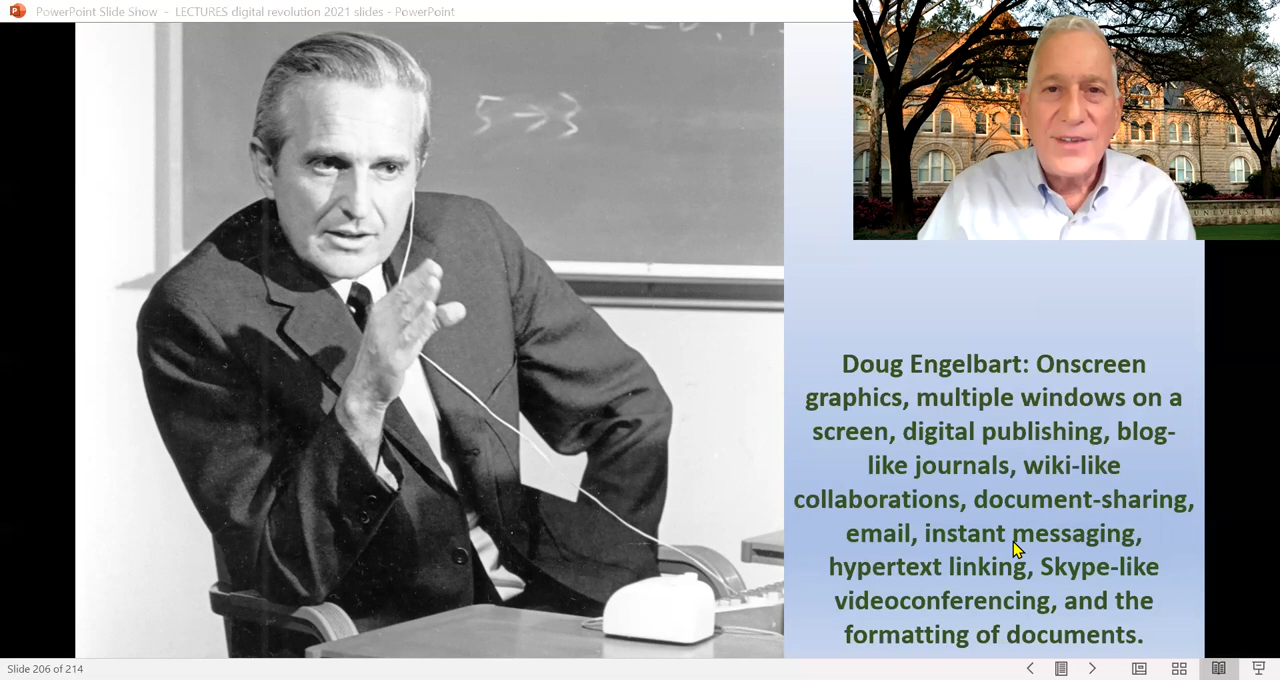 PowerPoint Slide Show - LECTURES digital revolution 2021 slides - PowerPoint
Doug Engelbart: Onscreen
graphics, multiple windows on a
screen, digital publishing, blog-
like journals, wiki-like
collaborations, document-sharing,
email, instant messaging,
hypertext linking, Skype-like
videoconferencing, and the
formatting of documents.
Slide 206 of 214